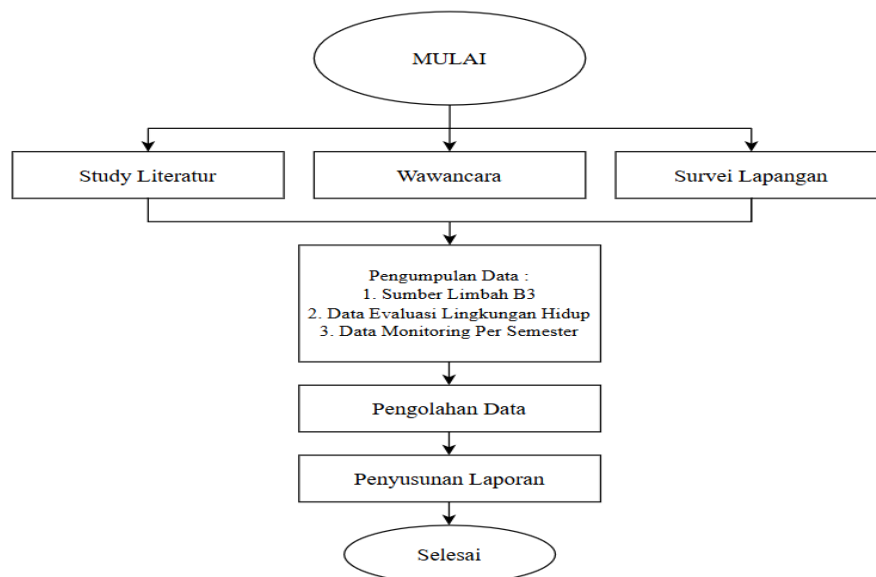 MULAI
Study Literatur
Wawancara
Survei Lapangan
Pengumpulan Data :
1. Sumber Limbah B3
2. Data Evaluasi Lingkungan Hidup
3. Data Monitoring Per Semester
Pengolahan Data
Penyusunan Laporan
Selesai